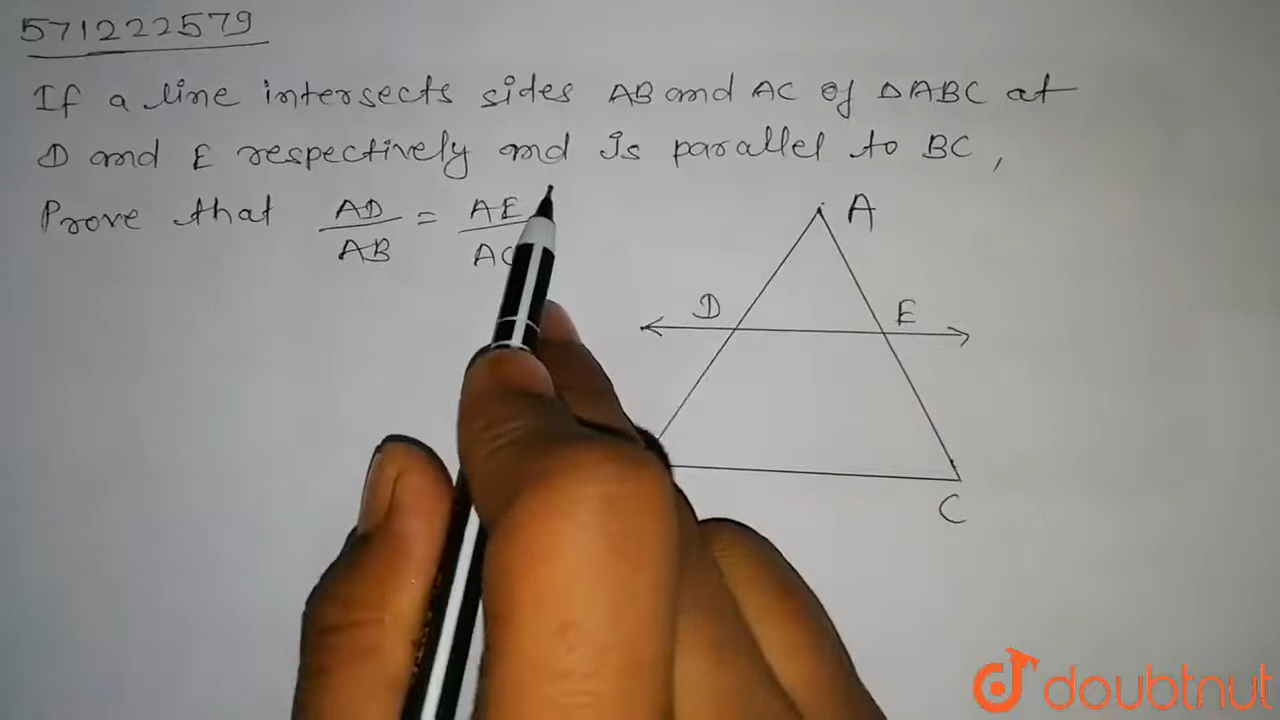 571222579
If a line intersects sides AB and AC of ΔABC at
D and E respectively and is parallel to BC,
Prove that AD/AB = AE/AC
A
D
E
C
doubtnut